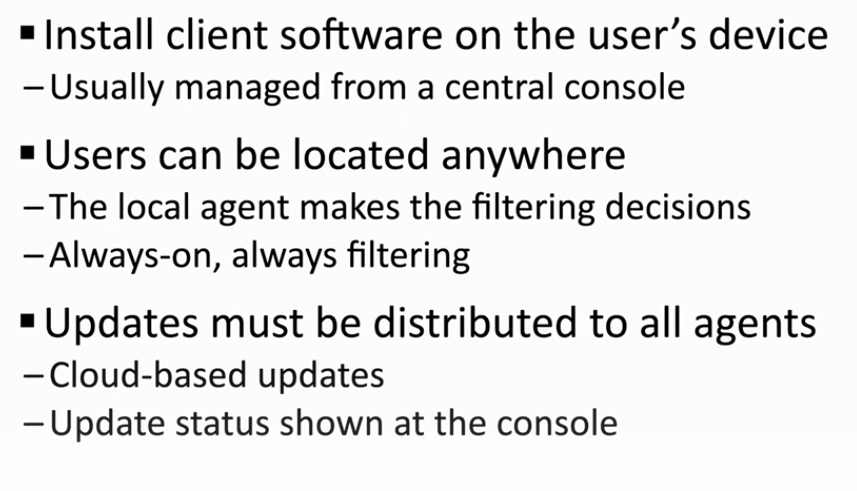 ▪ Install client software on the user’s device
– Usually managed from a central console
▪ Users can be located anywhere
– The local agent makes the filtering decisions
– Always-on, always filtering
▪ Updates must be distributed to all agents
– Cloud-based updates
– Update status shown at the console